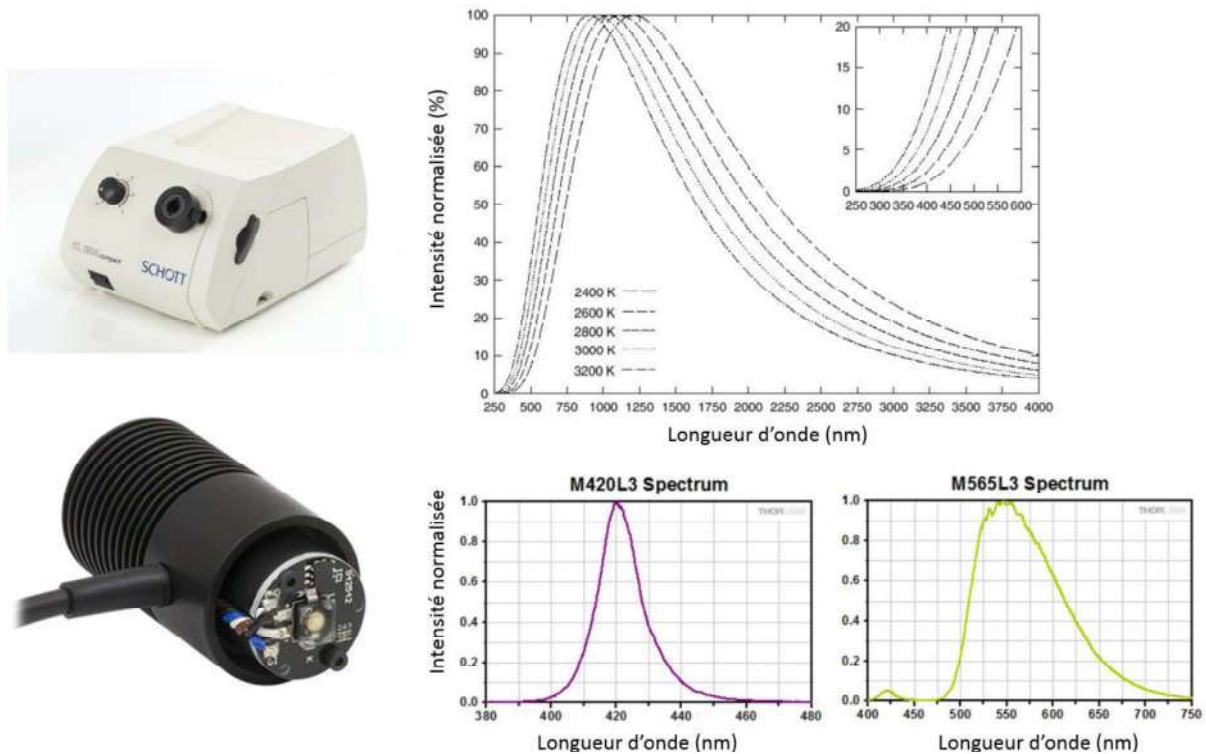 KL 1500 compact
SCHOTT
Intensité normalisée (%)
100
90
80
70
60
50
40
30
20
10
0
20
15
10
5
0
250 300 350 400 450 500 550 600
2400 K
2600 K
2800 K
3000 K
3200 K
250 500 750 1000 1250 1500 1750 2000 2250 2500 2750 3000 3250 3500 3750 4000
Longueur d'onde (nm)
M420L3 Spectrum
Intensité normalisée
THORLABS
1.0
0.8
0.6
0.4
0.2
0.0
380 400 420 440 460 480
Longueur d'onde (nm)
M565L3 Spectrum
THORLABS
1.0
0.8
0.6
0.4
0.2
0.0
400 450 500 550 600 650 700 750
Longueur d'onde (nm)